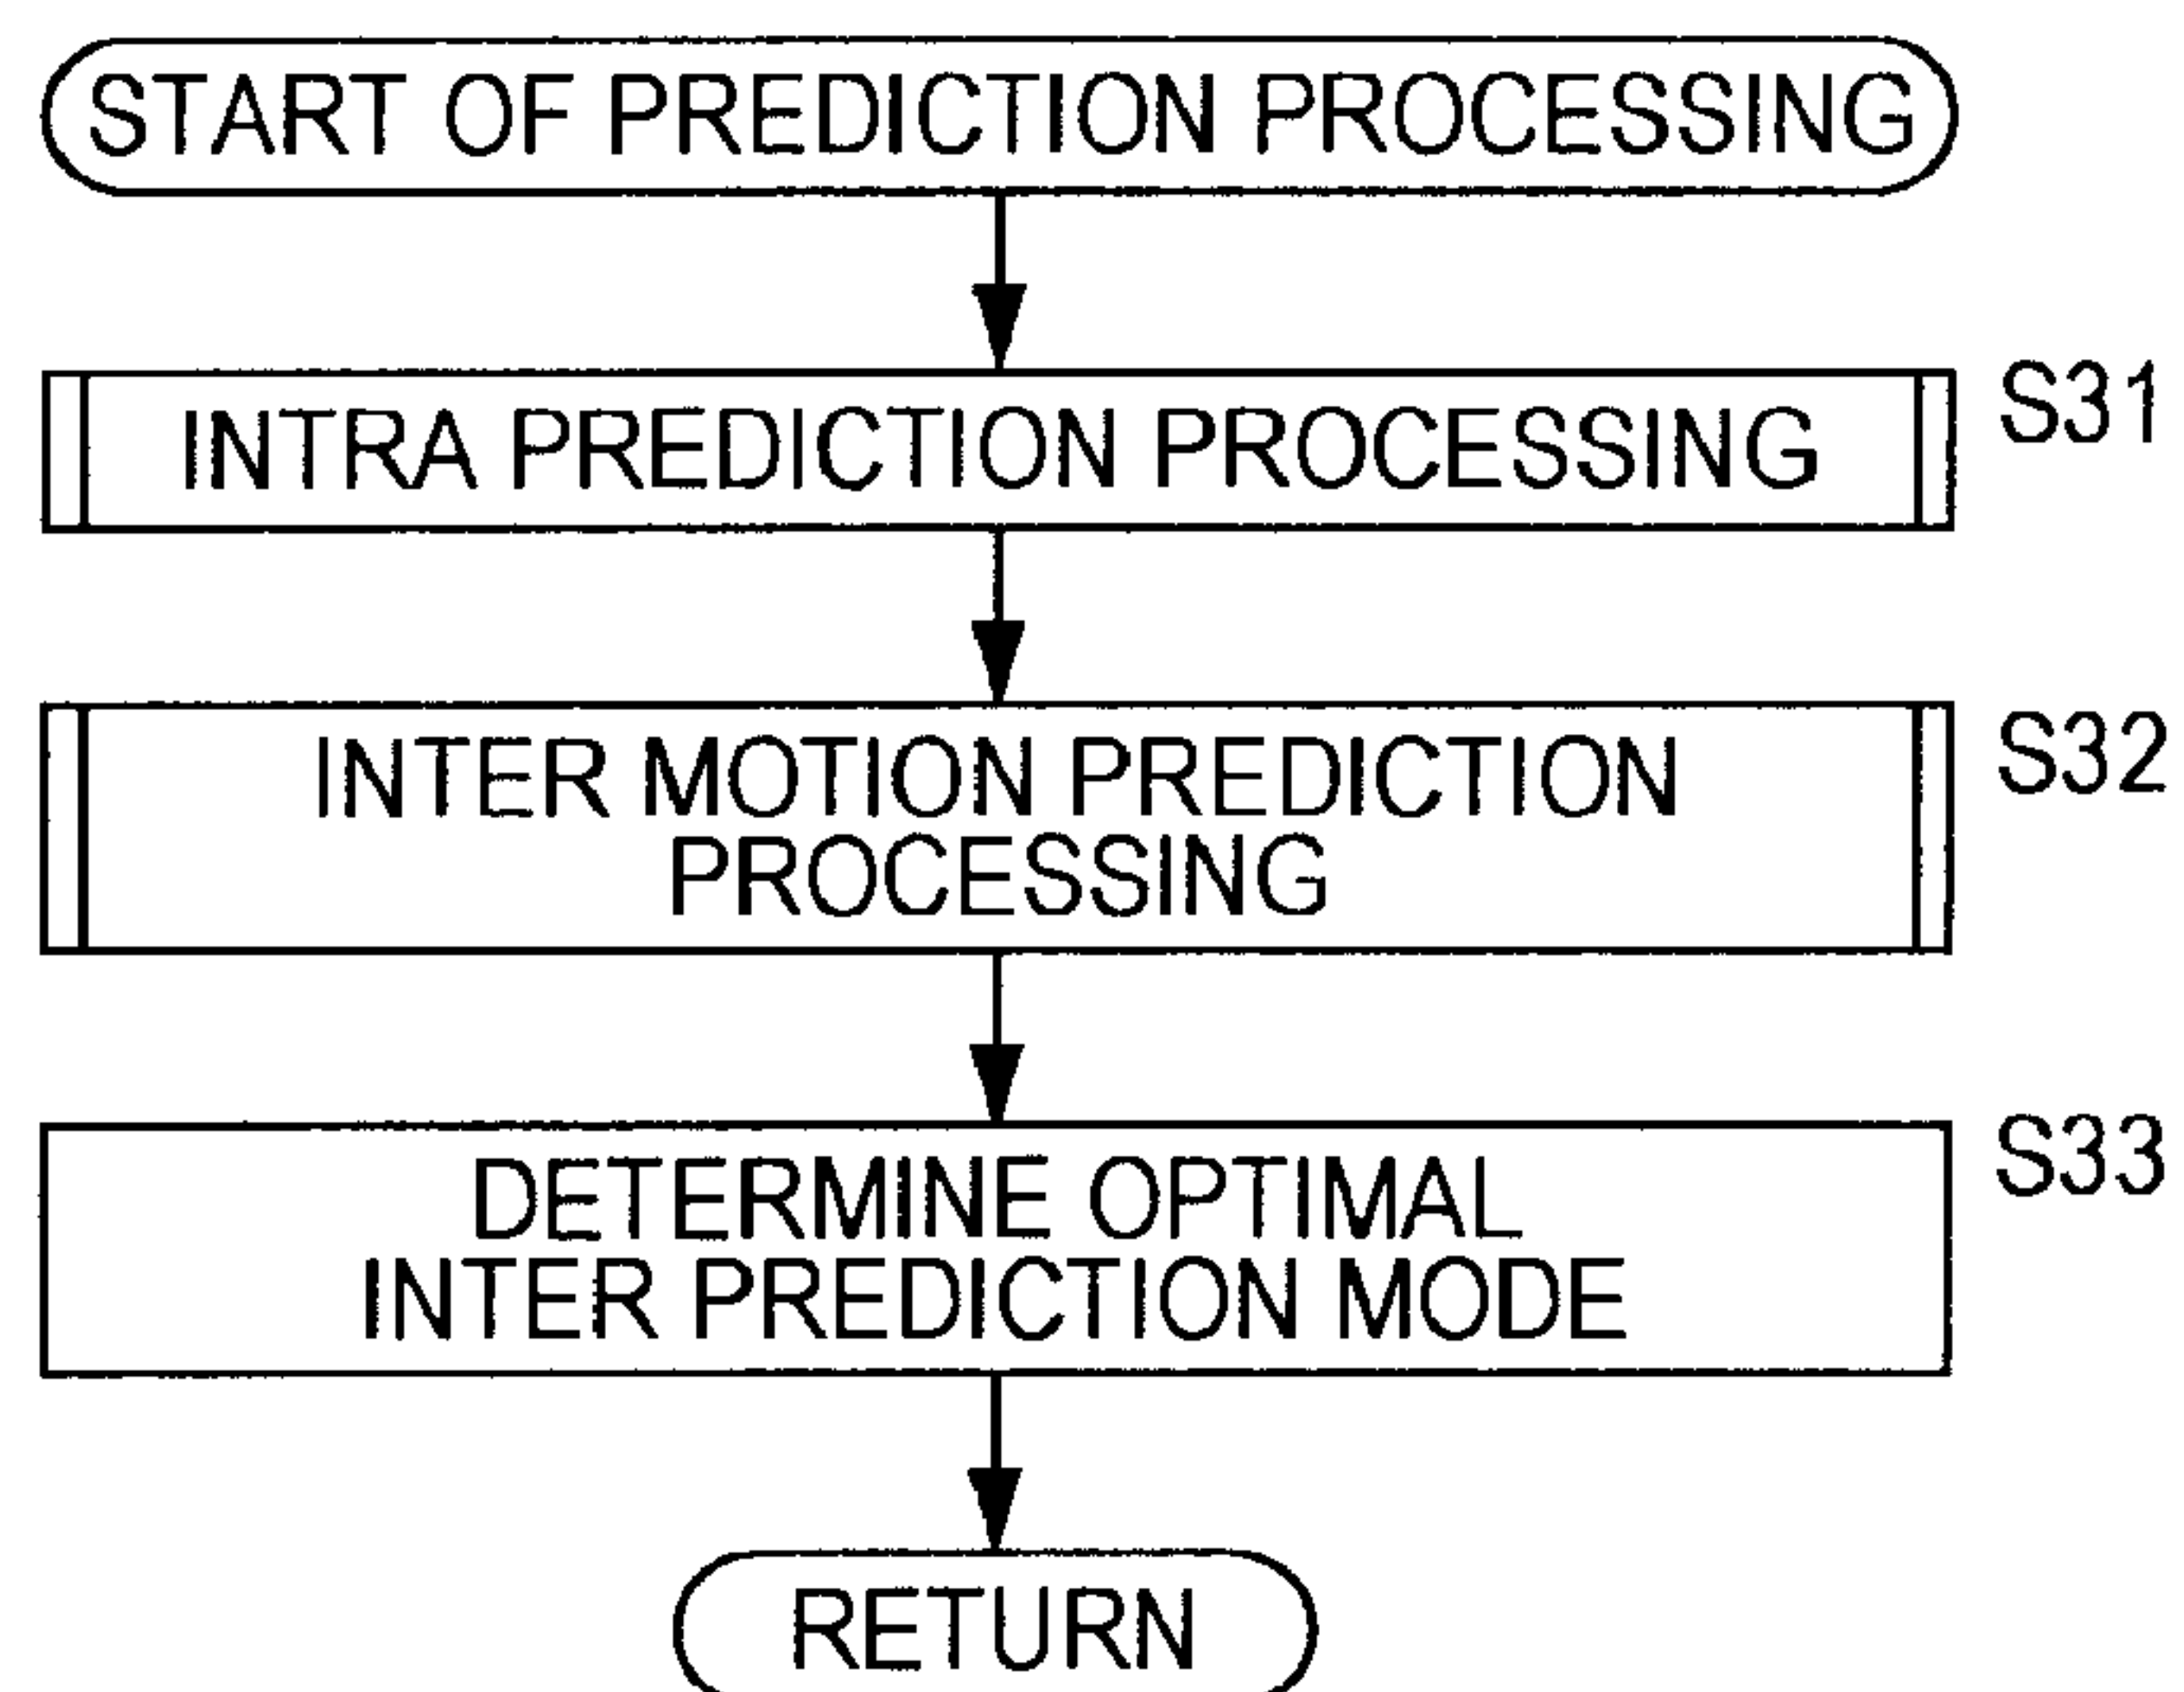 START OF PREDICTION PROCESSING
INTRA PREDICTION PROCESSING
S31
INTER MOTION PREDICTION
PROCESSING
S32
DETERMINE OPTIMAL
INTER PREDICTION MODE
S33
RETURN